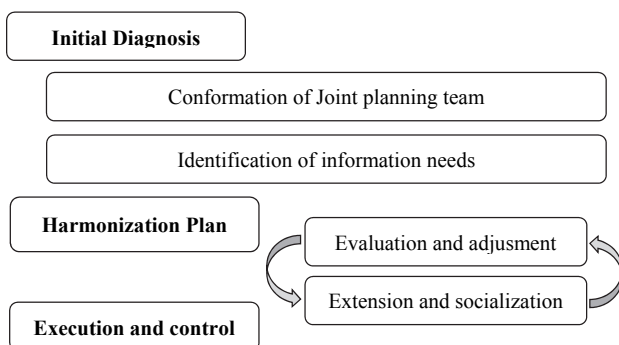 Initial Diagnosis
Conformation of Joint planning team
Identification of information needs
Harmonization Plan
Evaluation and adjusment
Extension and socialization
Execution and control